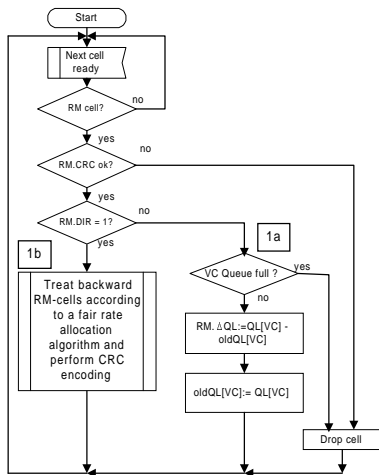 Start
Next cell
ready
RM cell?
no
yes
RM.CRC ok?
no
yes
RM.DIR = 1?
no
yes
1b
1a
VC Queue full ?
yes
no
Treat backward
RM-cells according
to a fair rate
allocation
algorithm and
perform CRC
encoding
RM. ΔQL:=QL[VC] -
oldQL[VC]
oldQL[VC]:= QL[VC]
Drop cell